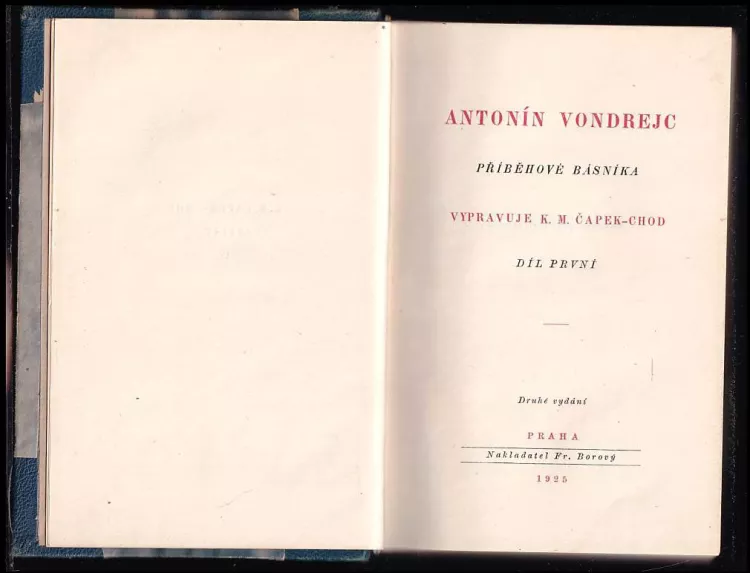 ANTONÍN VONDREJC
PŘÍBĚHOVÉ BÁSNÍKA
VYPRAVUJE K. M. ČAPEK-CHOD
DÍL PRVNÍ
Druhé vydání
PRAHA
Nakladatel Fr. Borový
1925